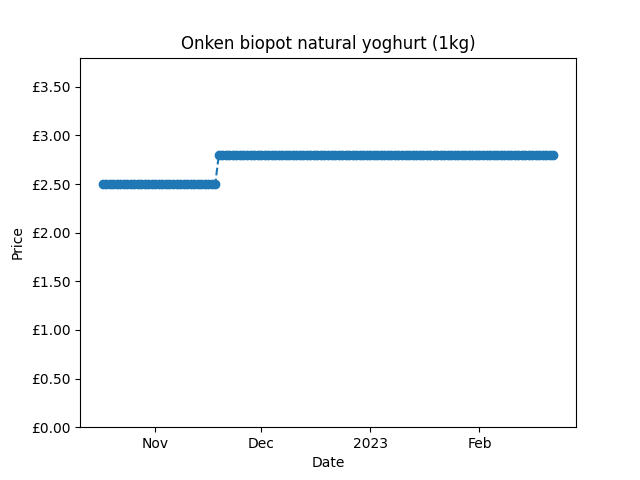 Onken biopot natural yoghurt (1kg)
£3.50
£3.00
£2.50
£2.00
£1.50
£1.00
£0.50
£0.00
Price
Nov Dec 2023 Feb
Date